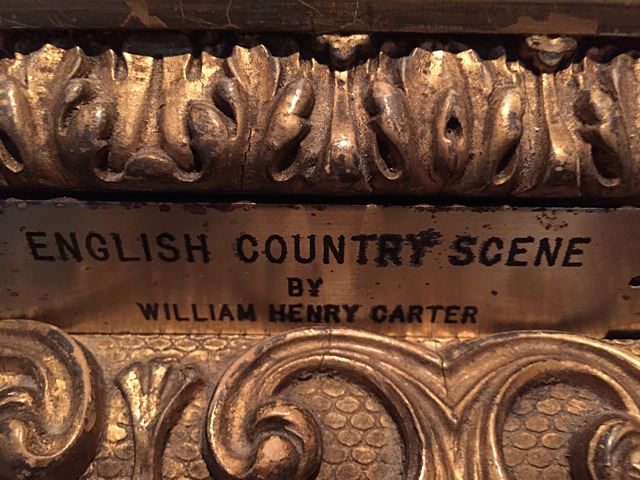 ENGLISH COUNTRY SCENE
BY
WILLIAM HENRY CARTER